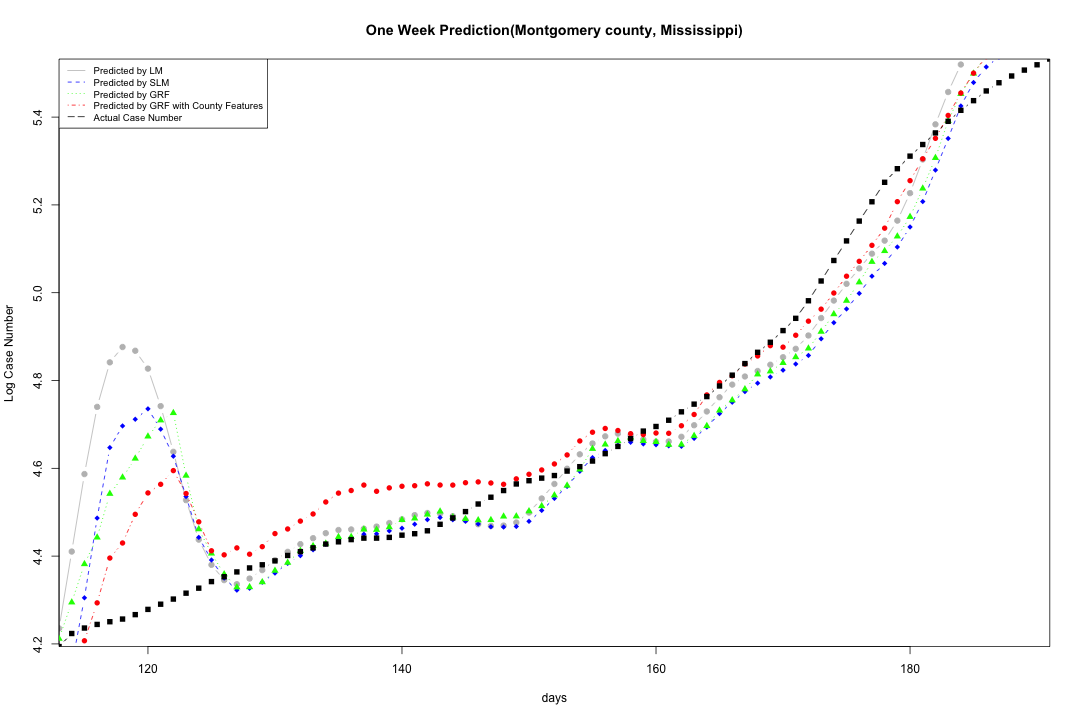 One Week Prediction(Montgomery county, Mississippi)
Predicted by LM
Predicted by SLM
Predicted by GRF
Predicted by GRF with County Features
Actual Case Number
5.4
5.2
5.0
4.8
4.6
4.4
4.2
Log Case Number
120 140 160 180
days